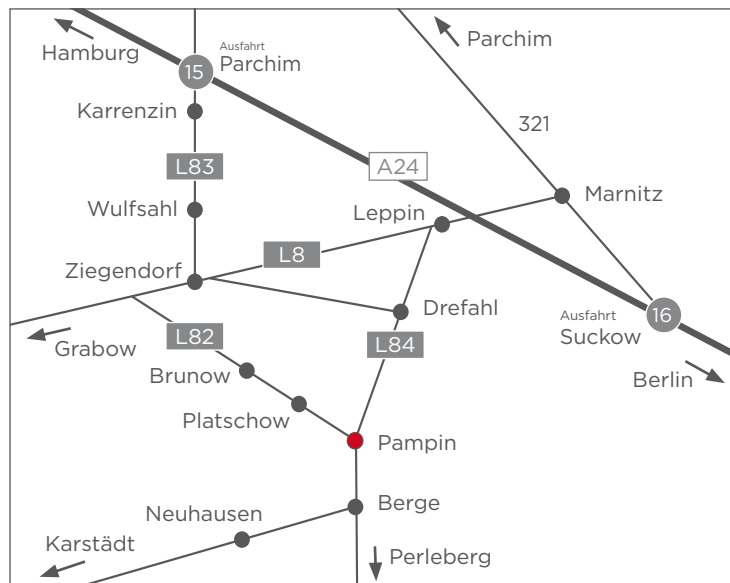 Hamburg
Ausfahrt
Parchim
15
Parchim
Karrenzin
321
L83
A24
Wulfsahl
Leppin
Marnitz
L8
Ziegendorf
Drefahl
Ausfahrt
Suckow
16
Grabow
L82
L84
Brunow
Berlin
Platschow
Pampin
Berge
Neuhausen
Karstädt
Perleberg